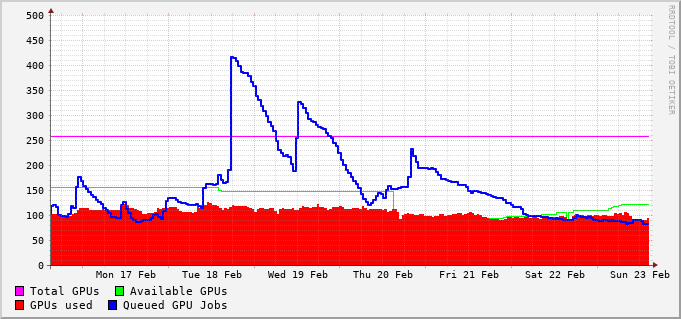 500
450
400
350
300
250
200
150
100
50
0
Mon 17 Feb Tue 18 Feb Wed 19 Feb Thu 20 Feb Fri 21 Feb Sat 22 Feb Sun 23 Feb
Total GPUs Available GPUs
GPUs used Queued GPU Jobs
RRDTOOL / TOBI OETIKER